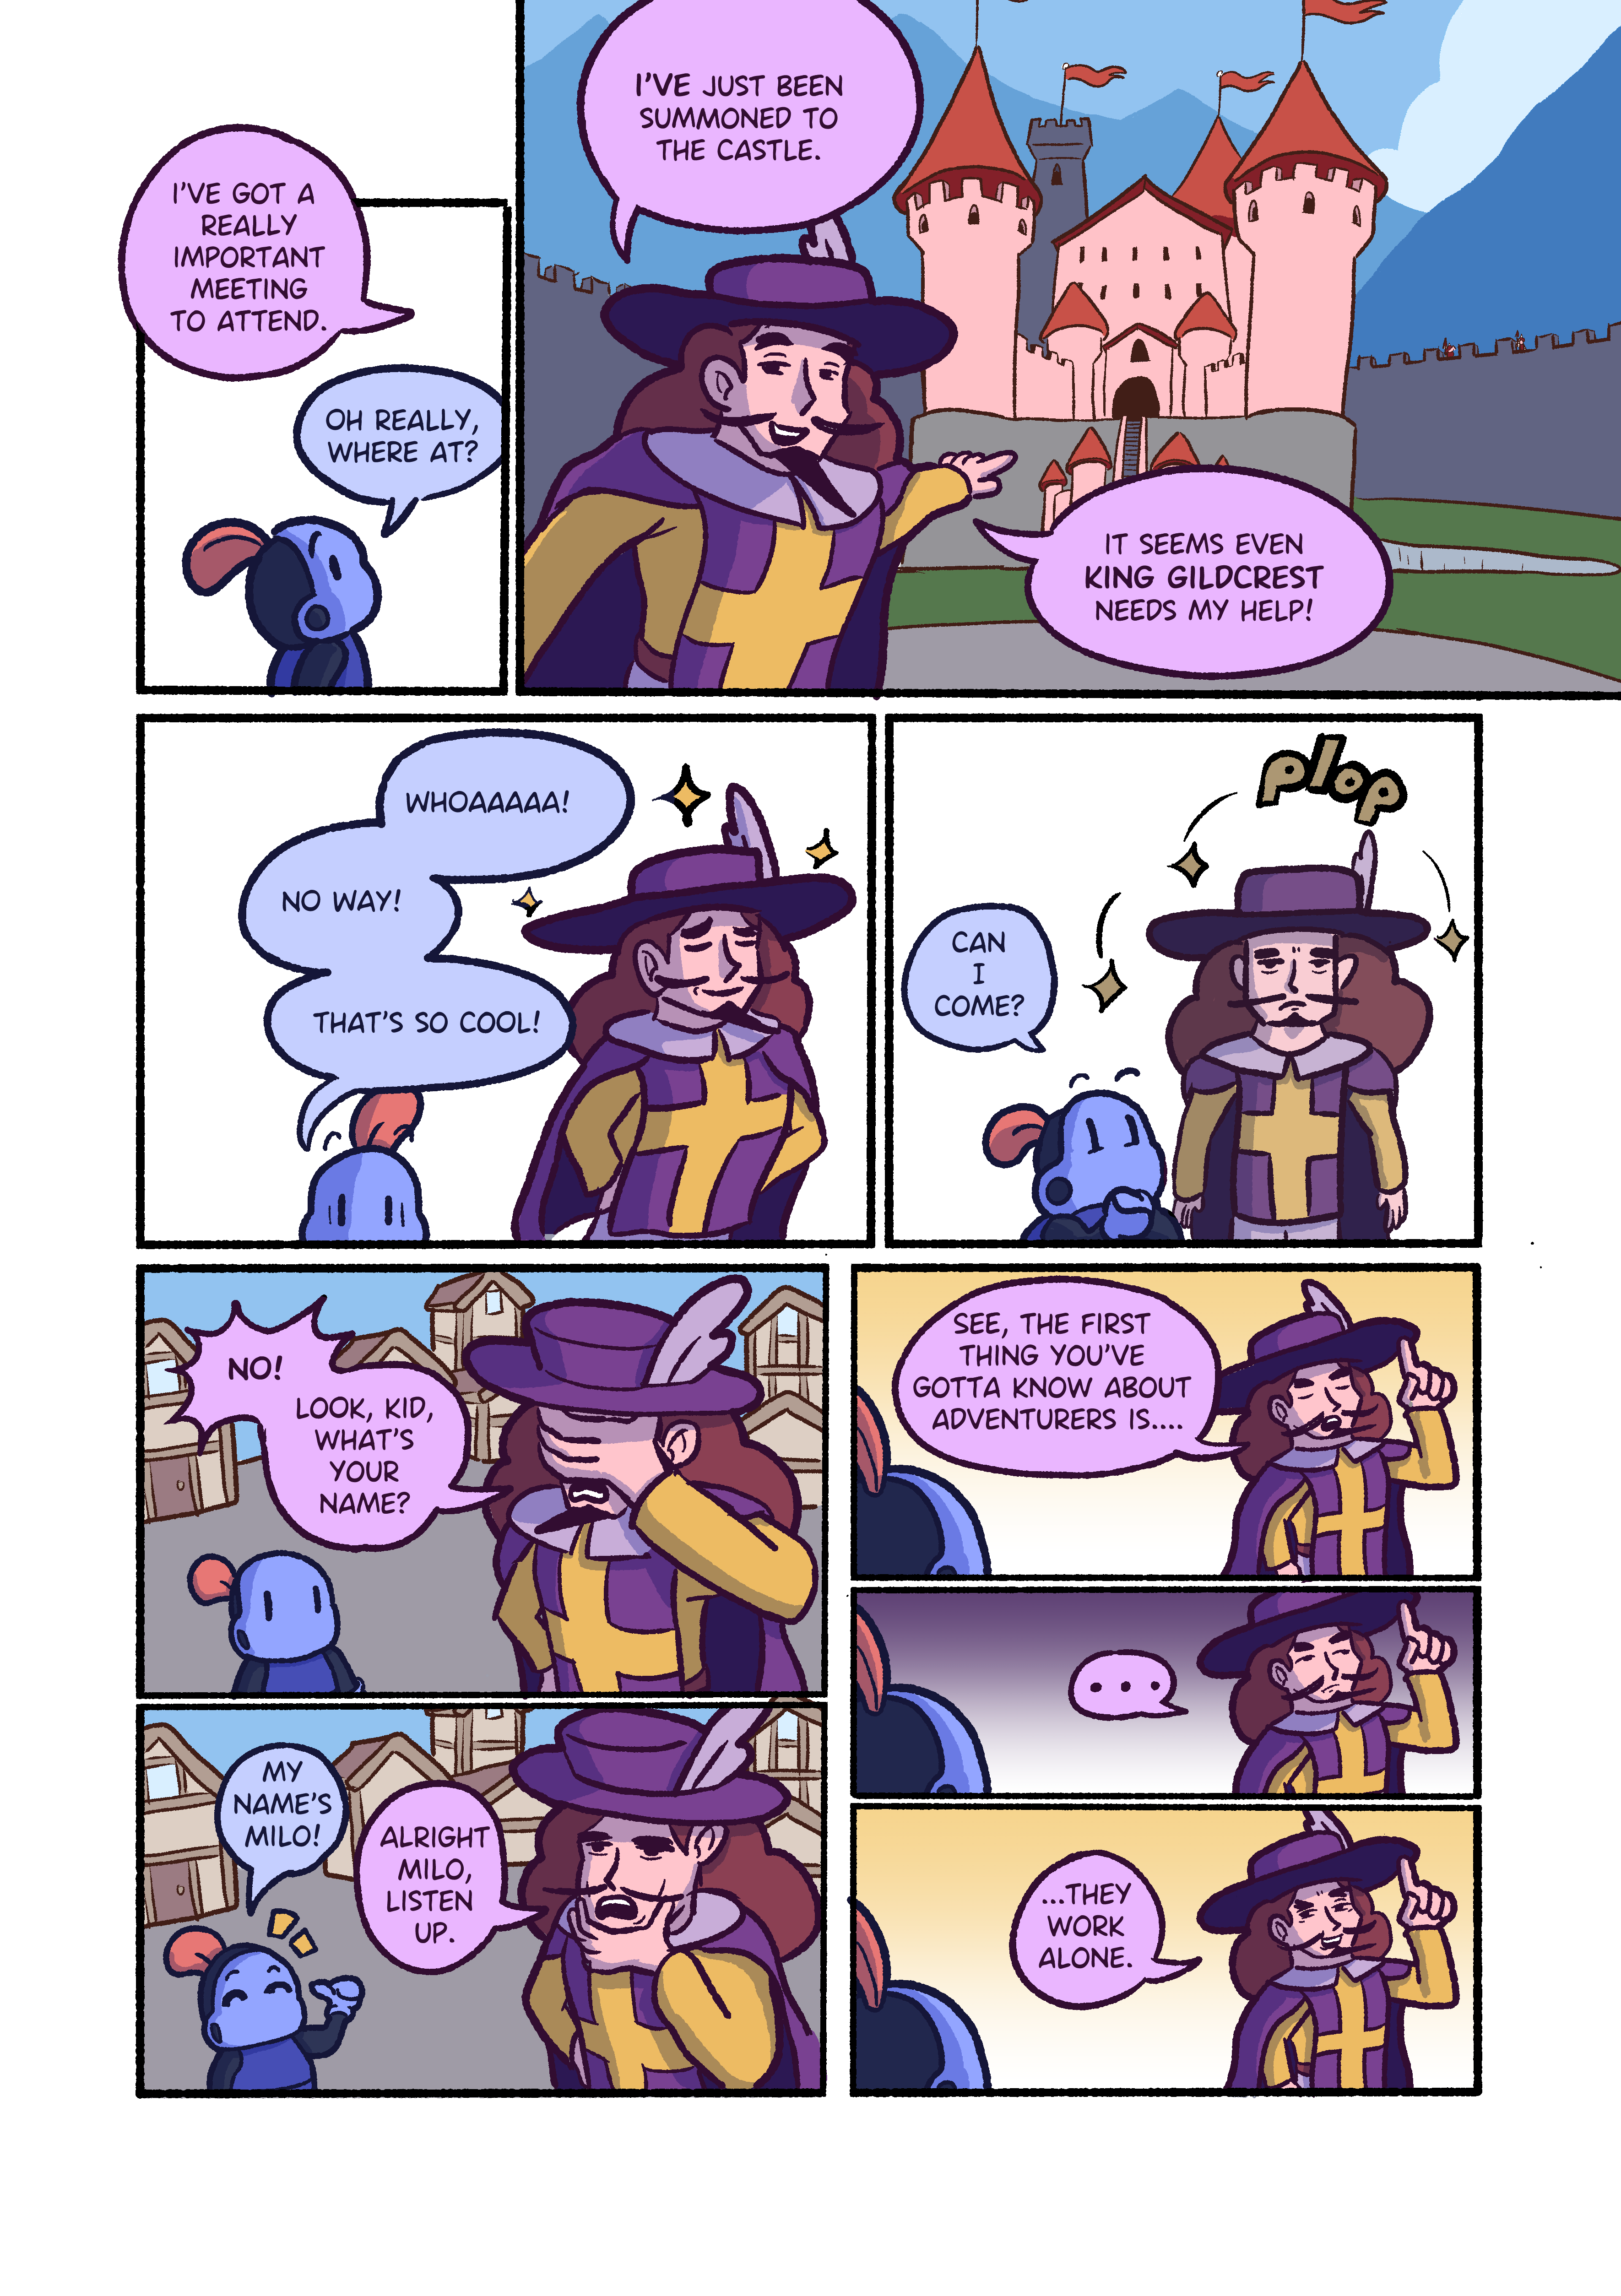 I'VE GOT A
REALLY
IMPORTANT
MEETING
TO ATTEND.
OH REALLY,
WHERE AT?
I'VE JUST BEEN
SUMMONED TO
THE CASTLE.
IT SEEMS EVEN
KING GILDCREST
NEEDS MY HELP!
WHOAAAAA!
NO WAY!
THAT'S SO COOL!
plop
CAN
I
COME?
NO!
LOOK, KID,
WHAT'S
YOUR
NAME?
MY
NAME'S
MILO!
ALRIGHT
MILO,
LISTEN
UP.
SEE, THE FIRST
THING YOU'VE
GOTTA KNOW ABOUT
ADVENTURERS IS....
...
...THEY
WORK
ALONE.